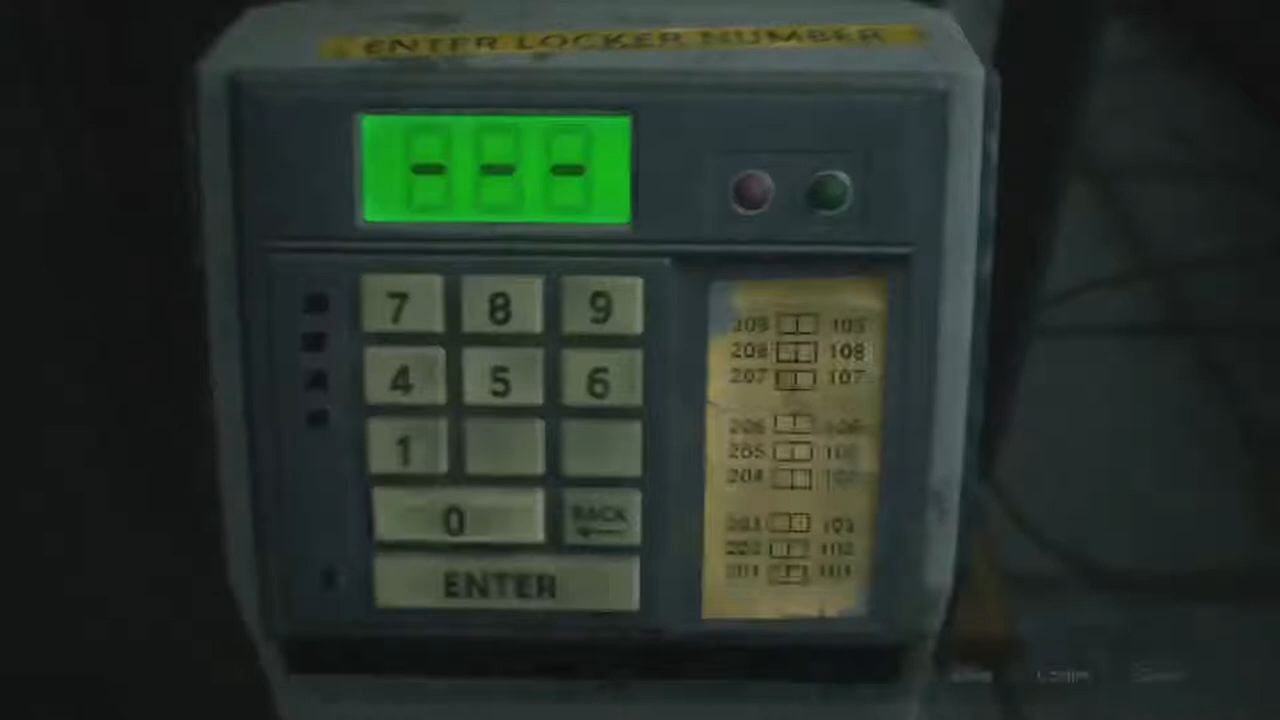 ENTER LOCKER NUMBER
- - -
7 8 9
4 5 6
1
0 BACK
ENTER
209 109
208 108
207 107
206 106
205
204
203 103
202 102
201 101